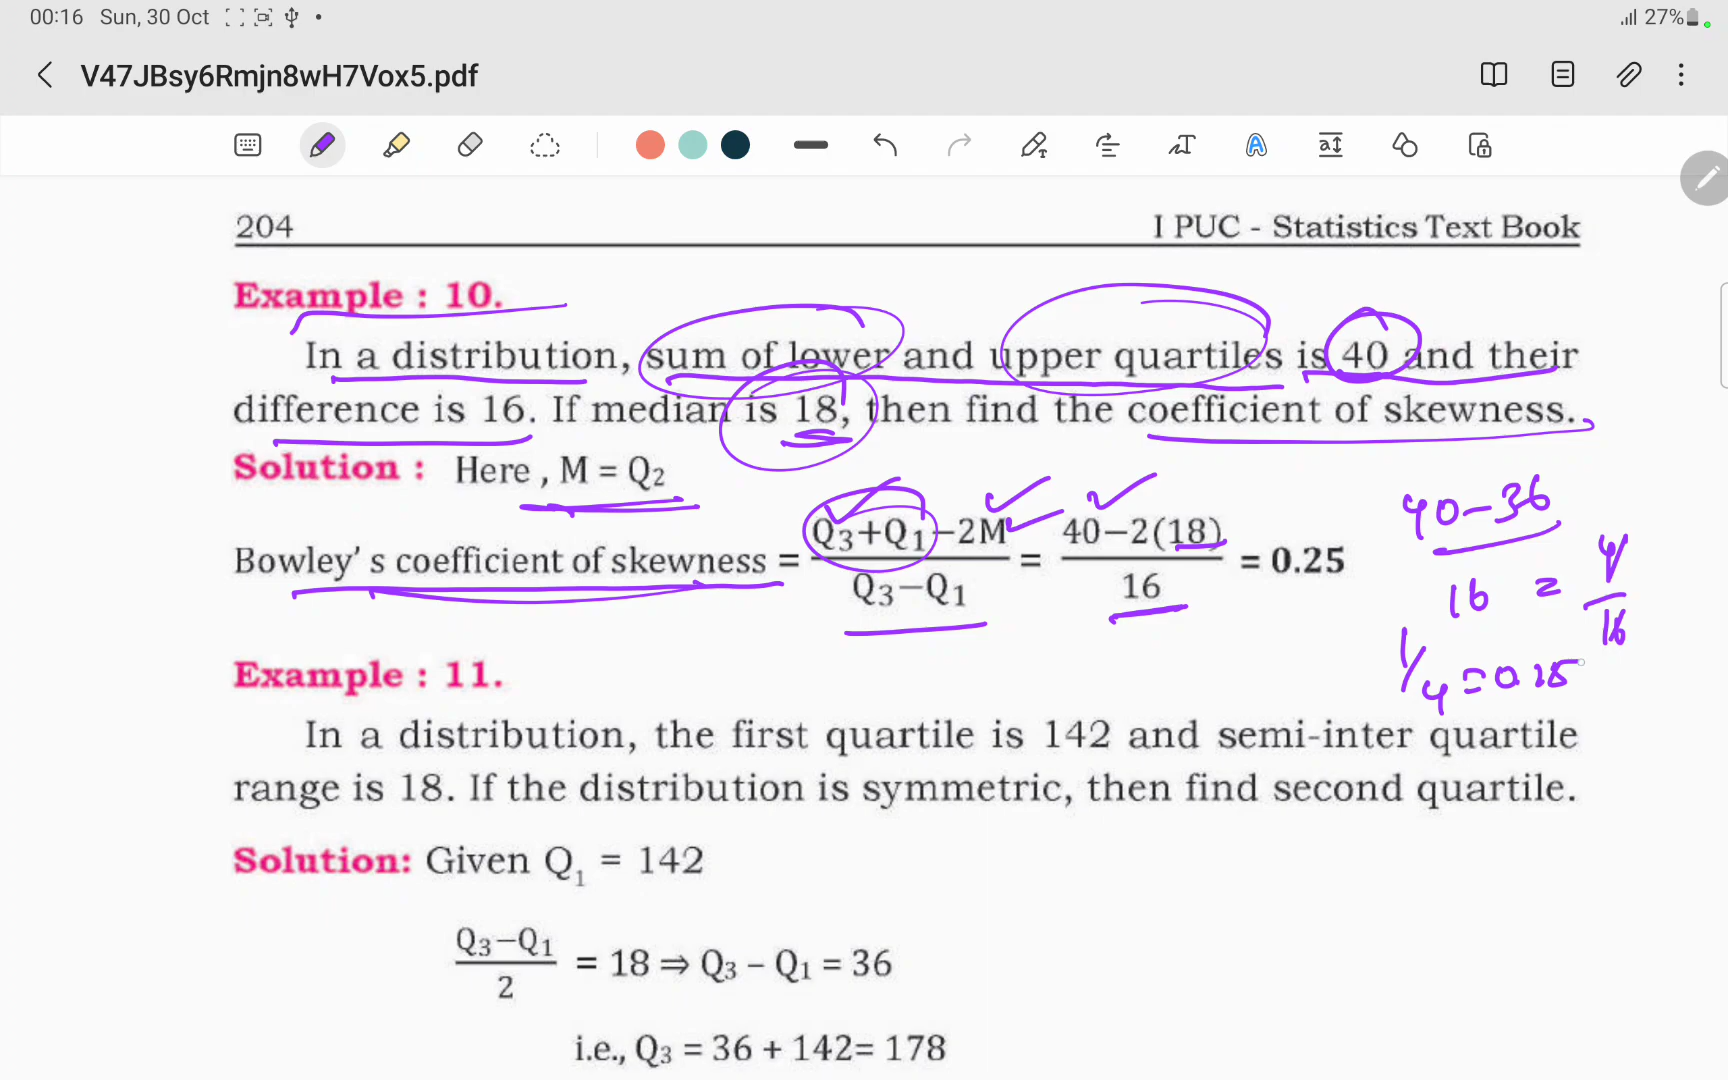 00:16 Sun, 30 Oct
27%
V47JBsy6Rmjn8wH7Vox5.pdf
204 I PUC - Statistics Text Book
Example : 10.
In a distribution, sum of lower and upper quartiles is 40 and their
difference is 16. If median is 18, then find the coefficient of skewness.
Solution : Here , M = Q₂
Bowley' s coefficient of skewness = (Q₃+Q₁−2M)/(Q₃−Q₁) = (40−2(18))/16 = 0.25
40-36
16 = 4/16
1/4 = 0.25
Example : 11.
In a distribution, the first quartile is 142 and semi-inter quartile
range is 18. If the distribution is symmetric, then find second quartile.
Solution: Given Q₁ = 142
(Q₃−Q₁)/2 = 18 ⇒ Q₃ − Q₁ = 36
i.e., Q₃ = 36 + 142= 178